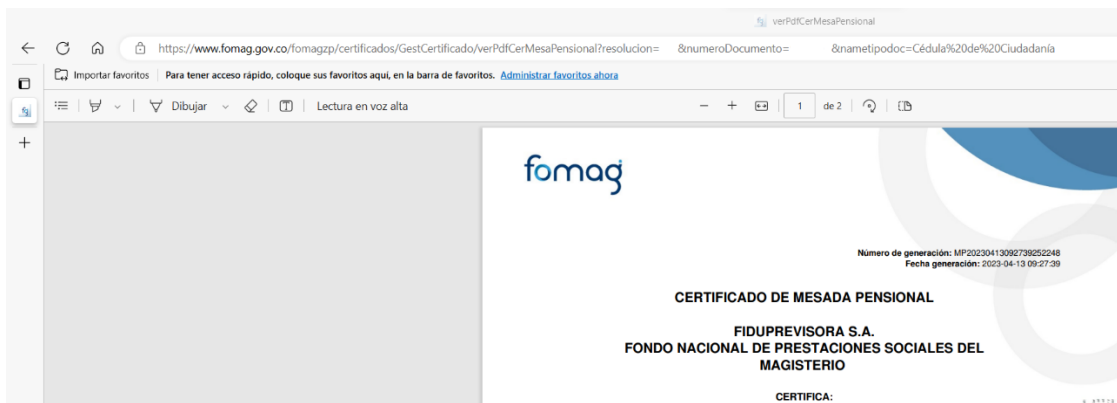 verPdfCerMesaPensional
https://www.fomag.gov.co/fomagzp/certificados/GestCertificado/verPdfCerMesaPensional?resolucion= &numeroDocumento= &nametipodoc=Cédula%20de%20Ciudadanía
Importar favoritos Para tener acceso rápido, coloque sus favoritos aquí, en la barra de favoritos. Administrar favoritos ahora
Dibujar Lectura en voz alta 1 de 2
fomag
Número de generación: MP20230413092739252248
Fecha generación: 2023-04-13 09:27:39
CERTIFICADO DE MESADA PENSIONAL
FIDUPREVISORA S.A.
FONDO NACIONAL DE PRESTACIONES SOCIALES DEL
MAGISTERIO
CERTIFICA: